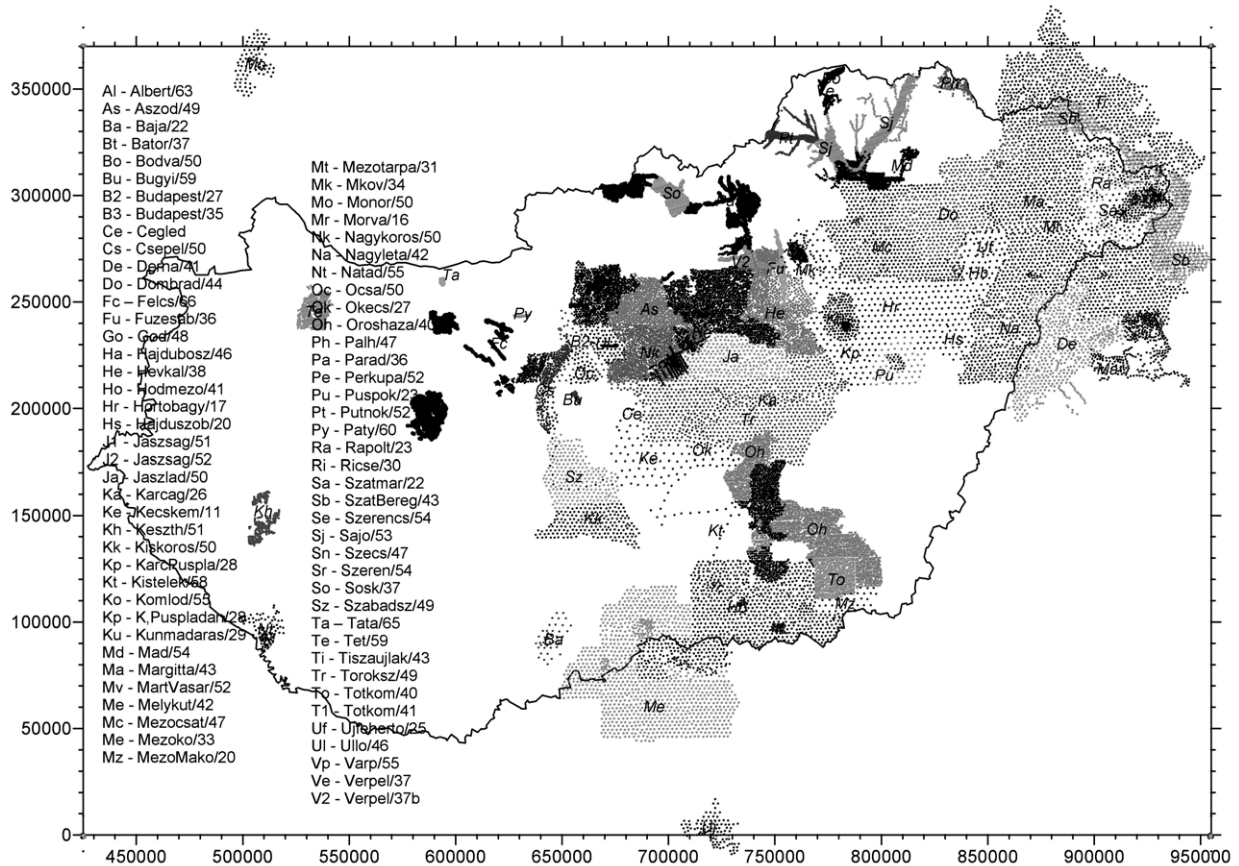 350000
300000
250000
200000
150000
100000
50000
0
450000 500000 550000 600000 650000 700000 750000 800000 850000 900000 950000
Al - Albert/63
As - Aszod/49
Ba - Baja/22
Bt - Bator/37
Bo - Bodva/50
Bu - Bugyi/59
B2 - Budapest/27
B3 - Budapest/35
Ce - Cegled
Cs - Csepel/50
De - Derna/41
Do - Dombrad/44
Fc - Felcs/66
Fu - Fuzesab/36
Go - God/48
Ha - Hajdubosz/46
He - Hevkal/38
Ho - Hodmezo/41
Hr - Hortobagy/17
Hs - Hajduszob/20
J1 - Jaszsag/51
J2 - Jaszsag/52
Ja - Jaszlad/50
Ka - Karcag/26
Ke - Kecskem/11
Kh - Keszth/51
Kk - Kiskoros/50
Kp - KarcPuspla/28
Kt - Kistelek/58
Ko - Komlod/55
Kp - K,Puspladan/28
Ku - Kunmadaras/29
Md - Mad/54
Ma - Margitta/43
Mv - MartVasar/52
Me - Melykut/42
Mc - Mezocsat/47
Me - Mezoko/33
Mz - MezoMako/20
Mt - Mezotarpa/31
Mk - Mkov/34
Mo - Monor/50
Mr - Morva/16
Nk - Nagykoros/50
Na - Nagyleta/42
Nt - Natad/55
Oc - Ocsa/50
Ok - Okecs/27
Oh - Oroshaza/40
Ph - Palh/47
Pa - Parad/36
Pe - Perkupa/52
Pu - Puspok/23
Pt - Putnok/52
Py - Paty/60
Ra - Rapolt/23
Ri - Ricse/30
Sa - Szatmar/22
Sb - SzatBereg/43
Se - Szerencs/54
Sj - Sajo/53
Sn - Szecs/47
Sr - Szeren/54
So - Sosk/37
Sz - Szabadsz/49
Ta – Tata/65
Te - Tet/59
Ti - Tiszaujlak/43
Tr - Toroksz/49
To - Totkom/40
T1 - Totkom/41
Uf - Ujfeherto/25
Ul - Ullo/46
Vp - Varp/55
Ve - Verpel/37
V2 - Verpel/37b
Mo
Ph
Sj
Sb
Pt
Sj
Md
Ra
So
Ma
Do
Mt
Mc
Uf
V2
Fu
Mk
Hb
Sb
Ta
Te
Py
As
He
Hr
Fc
Na
Hs
De
B2
Nk
Ja
Kp
Pu
Oc
Bu
Ce
Ka
Tr
Ke
Ok
Oh
Sz
Kh
Kk
Kt
Oh
To
Mz
Ba
Me